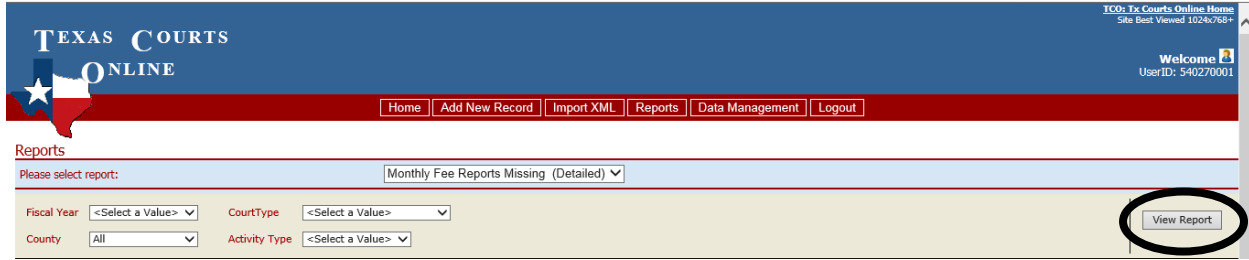 TCO: Tx Courts Online Home
Site Best Viewed 1024x768+
TEXAS COURTS
ONLINE
Welcome
UserID: 540270001
Home Add New Record Import XML Reports Data Management Logout
Reports
Please select report: Monthly Fee Reports Missing (Detailed)
Fiscal Year <Select a Value> CourtType <Select a Value>
View Report
County All Activity Type <Select a Value>